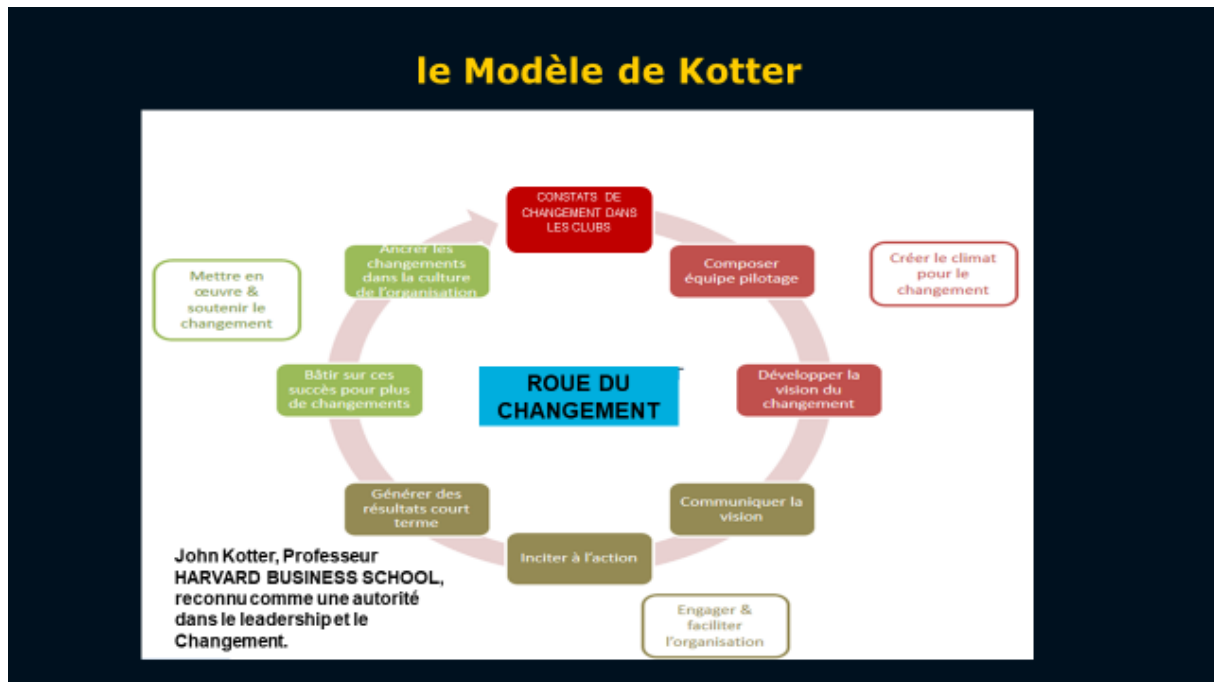 le Modèle de Kotter
CONSTATS DE
CHANGEMENT DANS
LES CLUBS
Composer
équipe pilotage
Créer le climat
pour le
changement
Développer la
vision du
changement
Communiquer la
vision
Inciter à l'action
Engager &
faciliter
l'organisation
Générer des
résultats court
terme
Bâtir sur ces
succès pour plus
de changements
Ancrer les
changements
dans la culture
de l'organisation
Mettre en
œuvre &
soutenir le
changement
ROUE DU
CHANGEMENT
John Kotter, Professeur
HARVARD BUSINESS SCHOOL,
reconnu comme une autorité
dans le leadership et le
Changement.